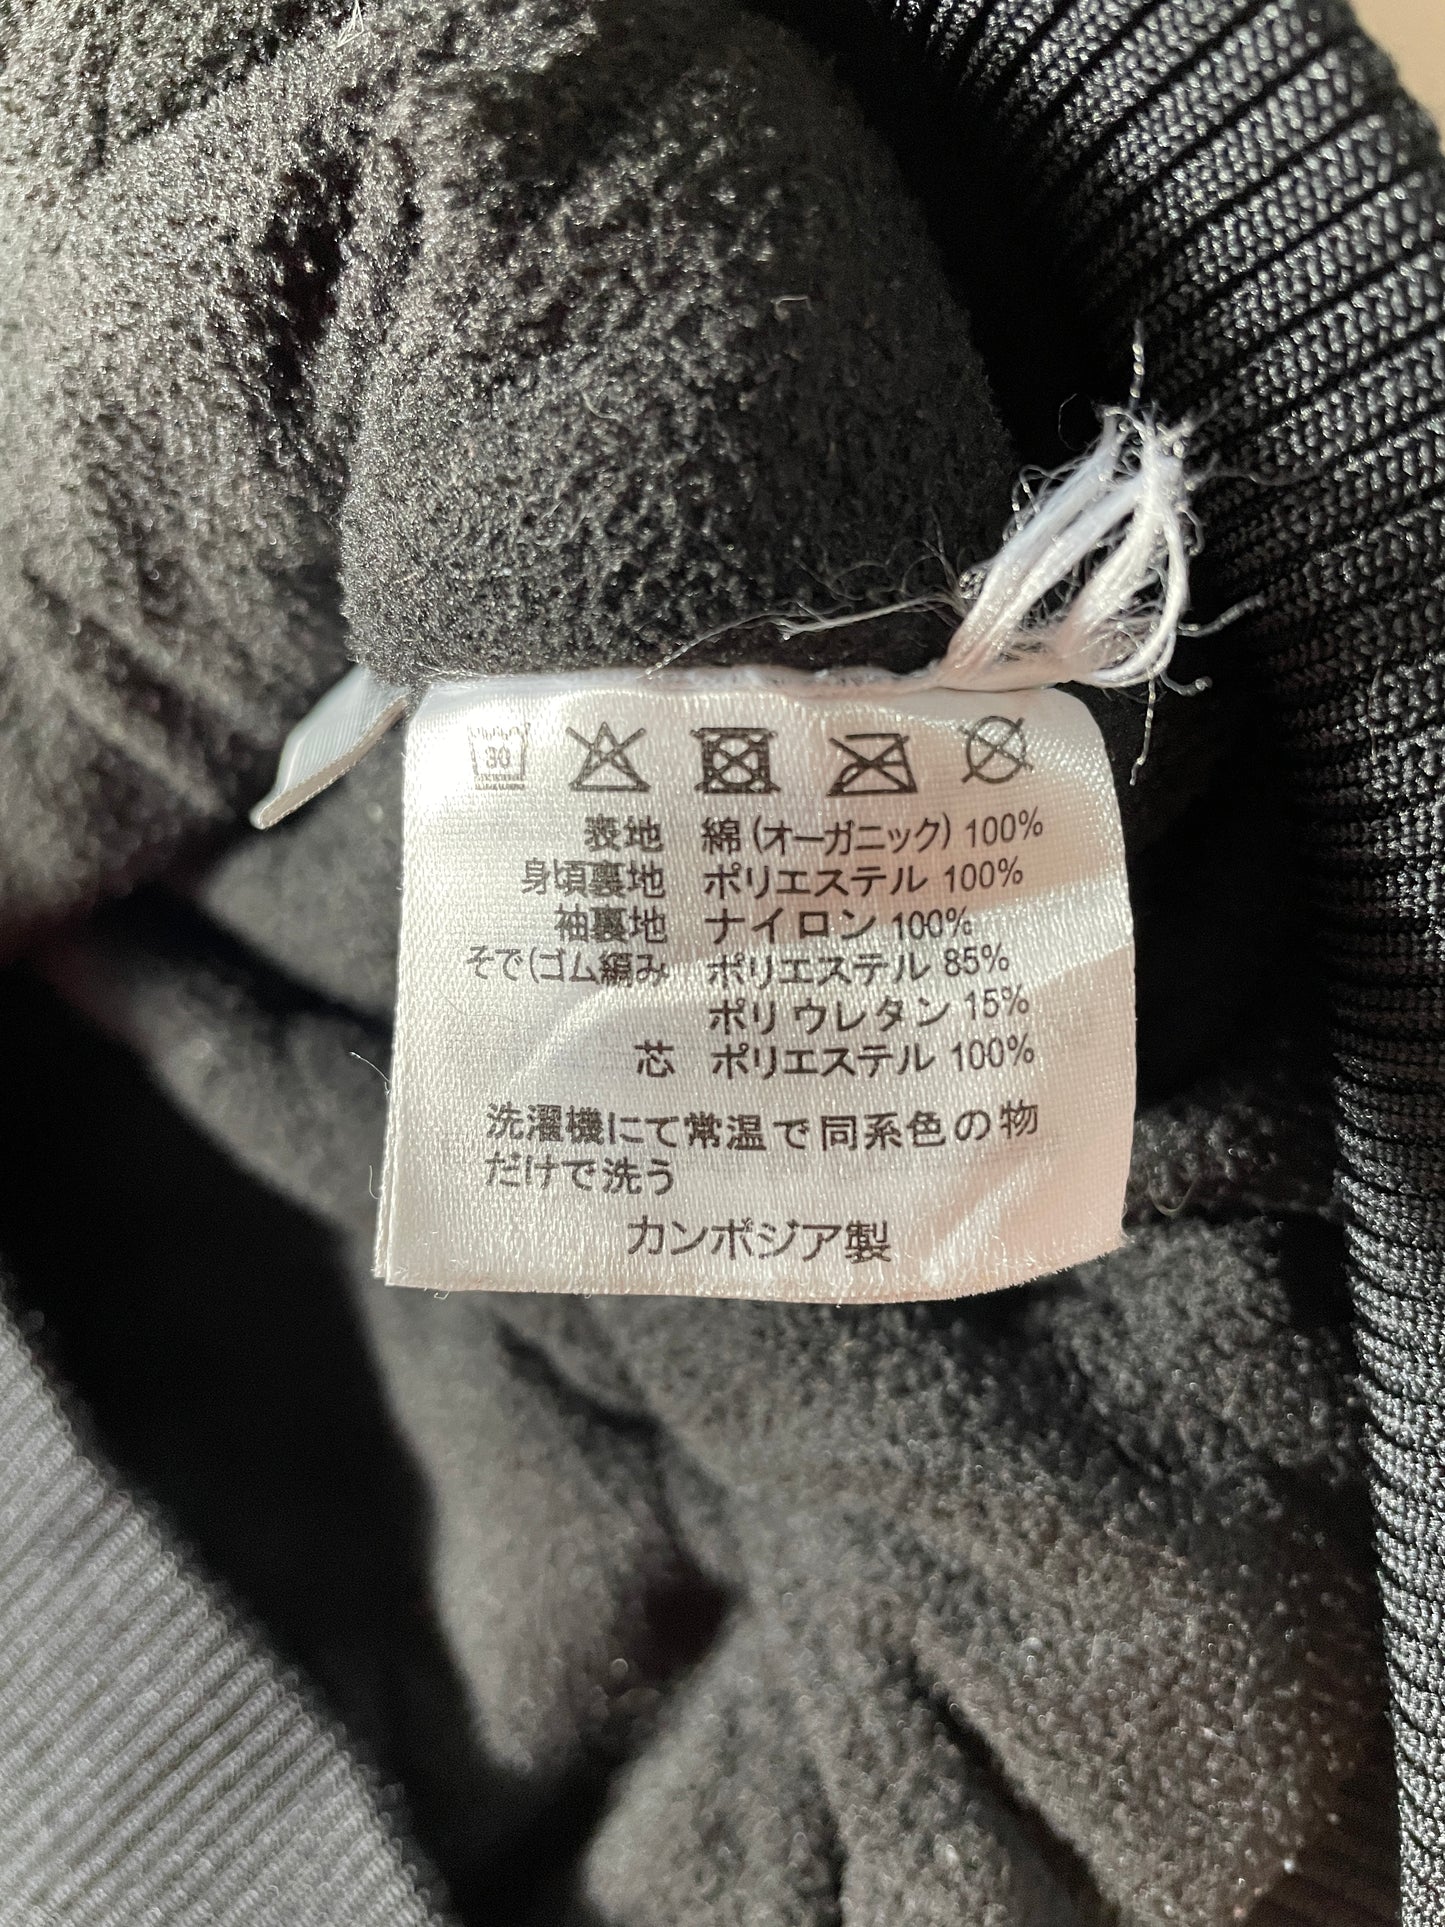 30
表地 綿(オーガニック) 100%
身頃裏地 ポリエステル 100%
袖裏地 ナイロン 100%
そで(ゴム編み ポリエステル 85%
ポリウレタン 15%
芯 ポリエステル 100%
洗濯機にて常温で同系色の物
だけで洗う
カンボジア製